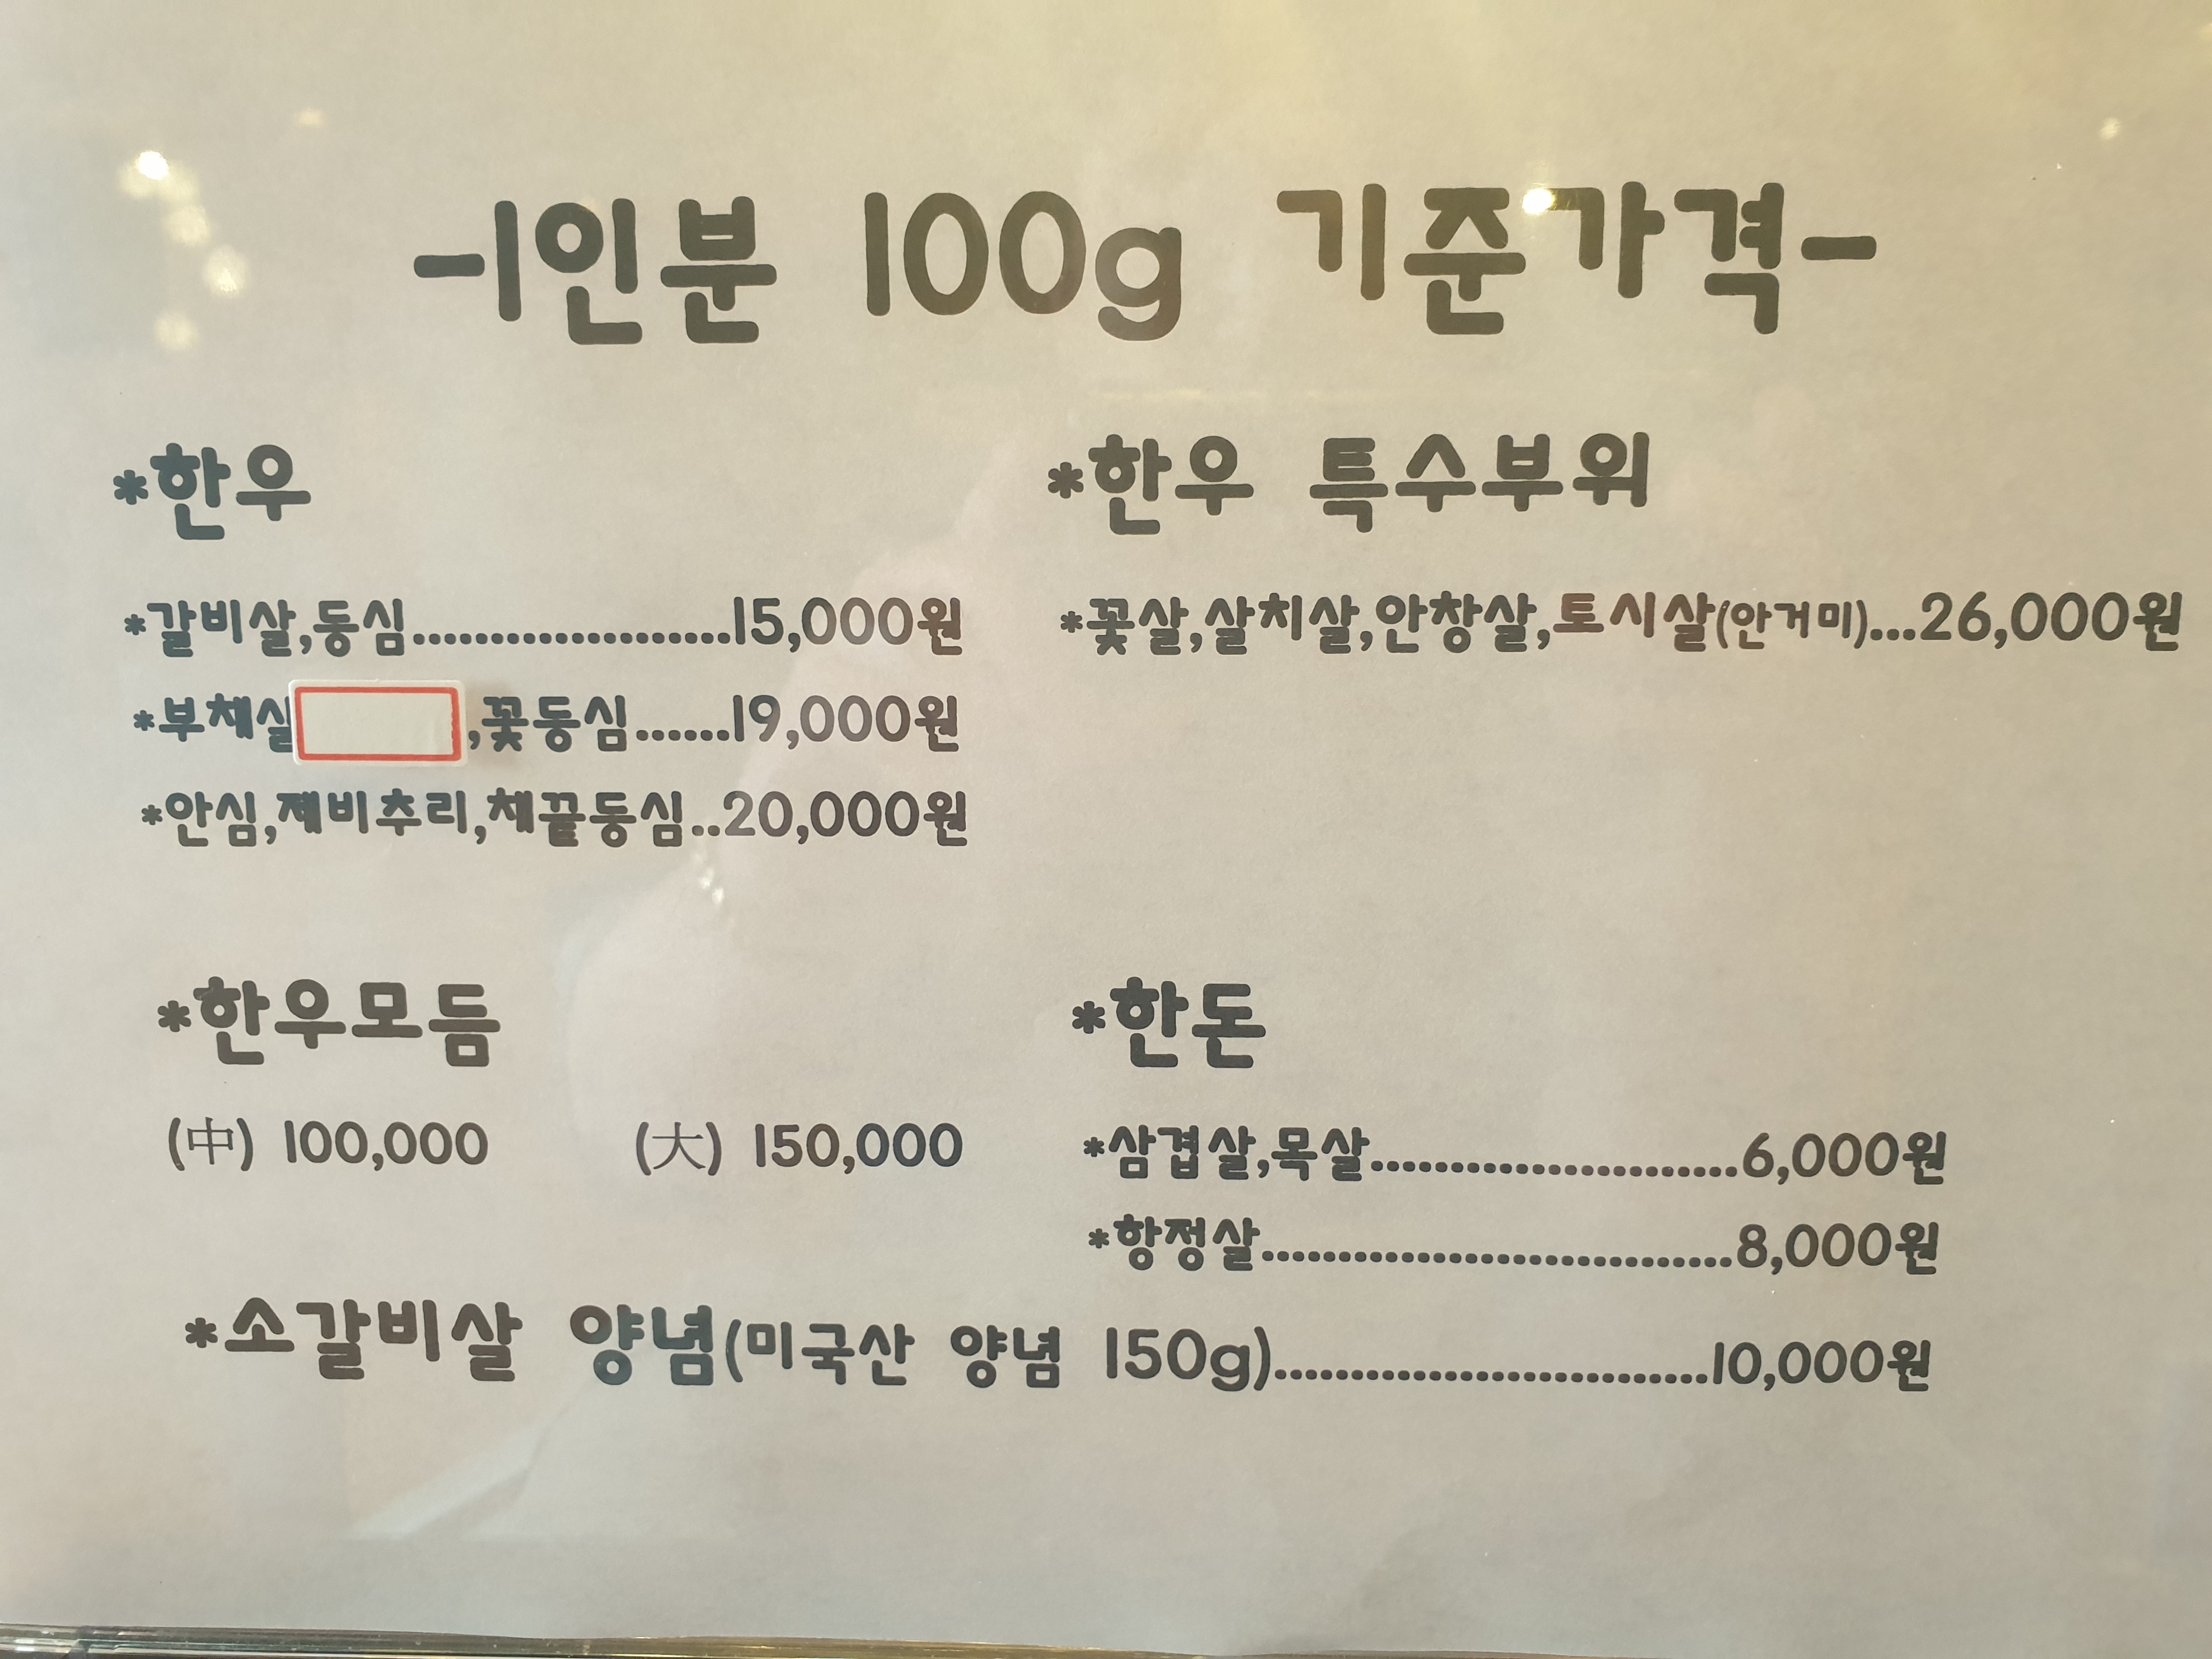 -1인분 100g 기준가격-
*한우
*갈비살,등심....................15,000원
*부채살 ,꽃등심......19,000원
*안심,제비추리,채끝등심..20,000원
*한우 특수부위
*꽃살,살치살,안창살,토시살(안거미)...26,000원
*한우모듬
(中) 100,000 (大) 150,000
*한돈
*삼겹살,목살.......................6,000원
*항정살..............................8,000원
*소갈비살 양념(미국산 양념 150g)............................10,000원